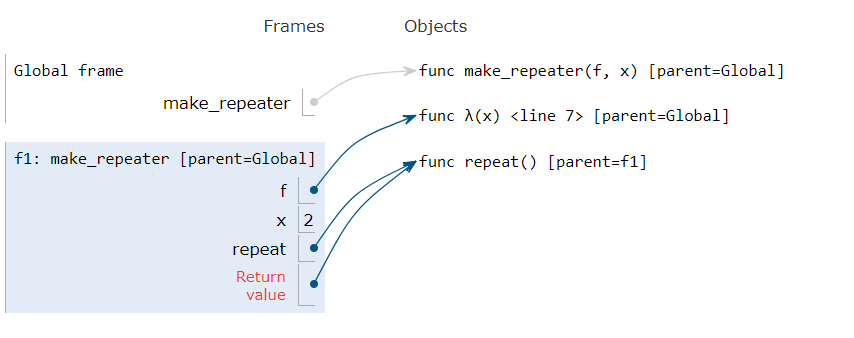 Frames Objects
Global frame
make_repeater
func make_repeater(f, x) [parent=Global]
func λ(x) <line 7> [parent=Global]
func repeat() [parent=f1]
f1: make_repeater [parent=Global]
f
x 2
repeat
Return
value